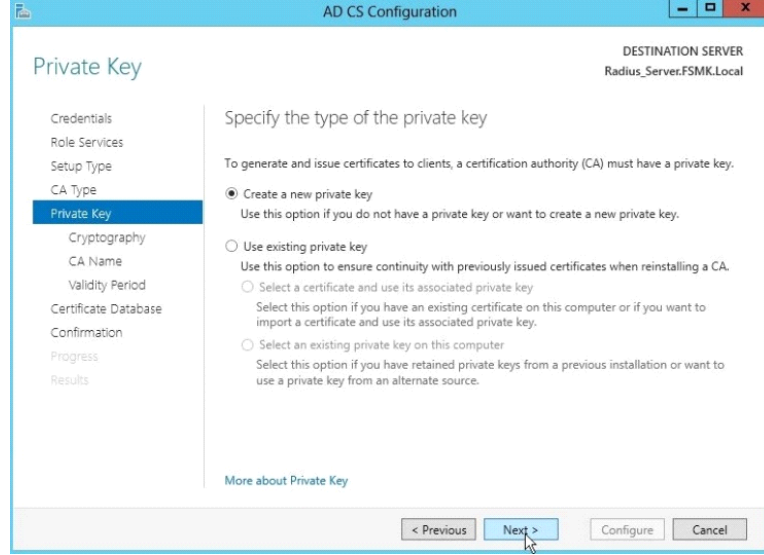 AD CS Configuration
Private Key
DESTINATION SERVER
Radius_Server.FSMK.Local
Credentials
Role Services
Setup Type
CA Type
Private Key
Cryptography
CA Name
Validity Period
Certificate Database
Confirmation
Progress
Results
Specify the type of the private key
To generate and issue certificates to clients, a certification authority (CA) must have a private key.
Create a new private key
Use this option if you do not have a private key or want to create a new private key.
Use existing private key
Use this option to ensure continuity with previously issued certificates when reinstalling a CA.
Select a certificate and use its associated private key
Select this option if you have an existing certificate on this computer or if you want to
import a certificate and use its associated private key.
Select an existing private key on this computer
Select this option if you have retained private keys from a previous installation or want to
use a private key from an alternate source.
More about Private Key
< Previous
Next >
Configure
Cancel